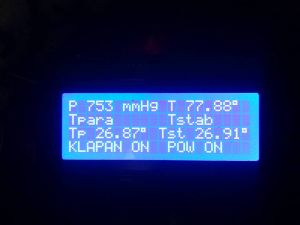 P 753 mmHg T 77.88°
Tpara Tstab
Tp 26.87° Tst 26.91°
KLAPAN ON POW ON